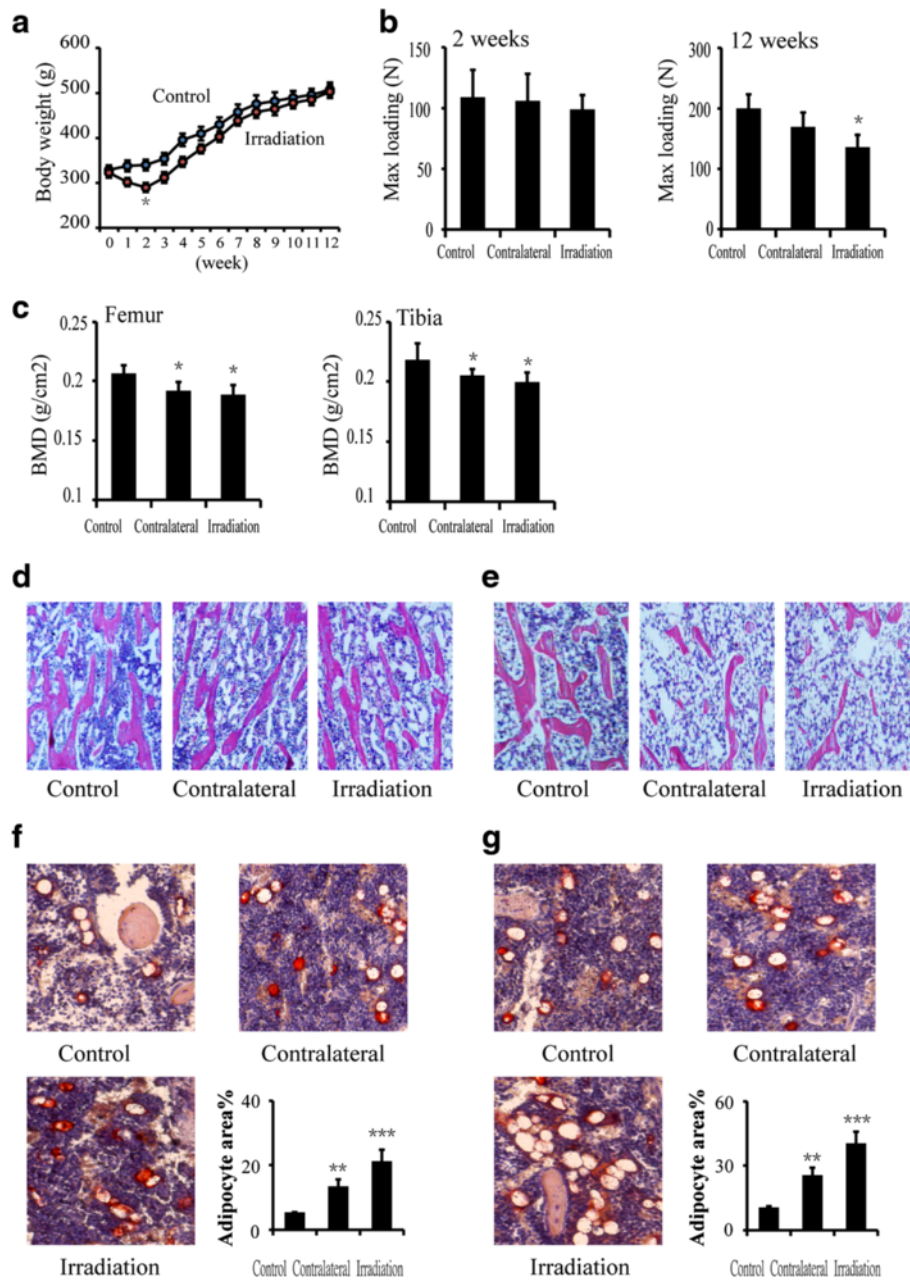 a
600
500
400
300
200
Body weight (g)
Control
Irradiation
*
0 1 2 3 4 5 6 7 8 9 10 11 12
(week)
b
2 weeks
150
100
50
0
Max loading (N)
Control Contralateral Irradiation
12 weeks
300
200
100
0
Max loading (N)
*
Control Contralateral Irradiation
c
Femur
0.25
0.2
0.15
0.1
BMD (g/cm2)
* *
Control Contralateral Irradiation
Tibia
0.25
0.2
0.15
0.1
BMD (g/cm2)
* *
Control Contralateral Irradiation
d
Control Contralateral Irradiation
e
Control Contralateral Irradiation
f
Control Contralateral
Irradiation
Adipocyte area%
40
20
0
** ***
Control Contralateral Irradiation
g
Control Contralateral
Irradiation
Adipocyte area%
60
30
0
** ***
Control Contralateral Irradiation